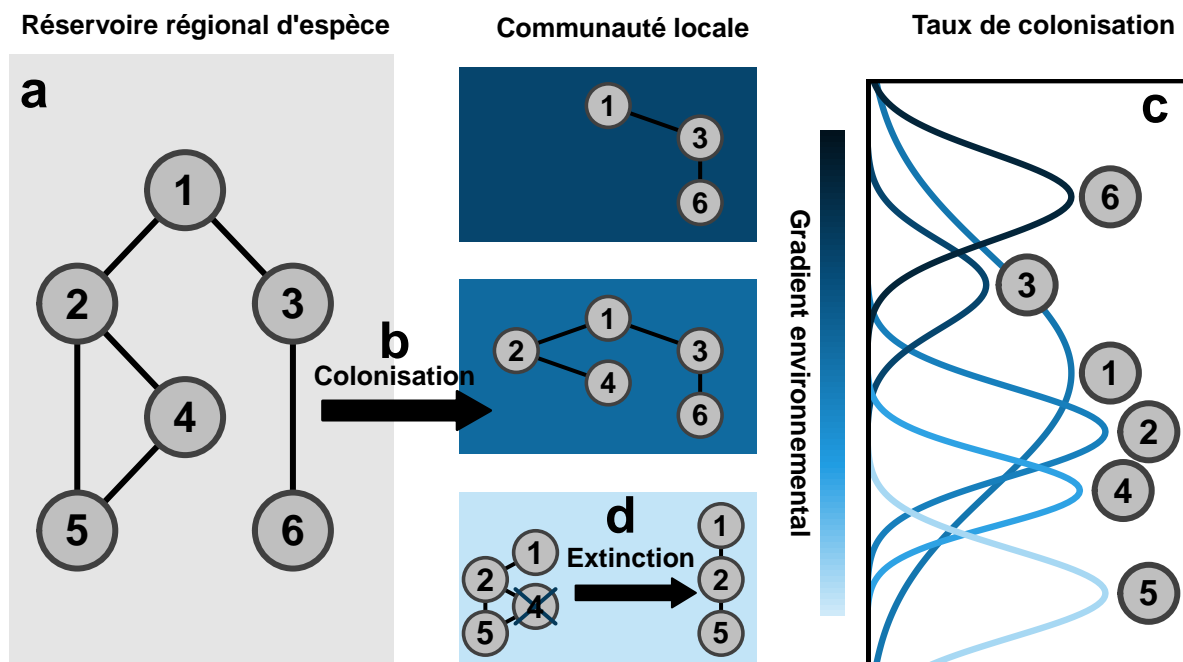 Réservoire régional d'espèce
Communauté locale
Taux de colonisation
a
1
2
3
4
5
6
b
Colonisation
1
3
6
1
2
3
4
6
d
Extinction
1
2
4
5
1
2
5
Gradient environnemental
c
6
3
1
2
4
5